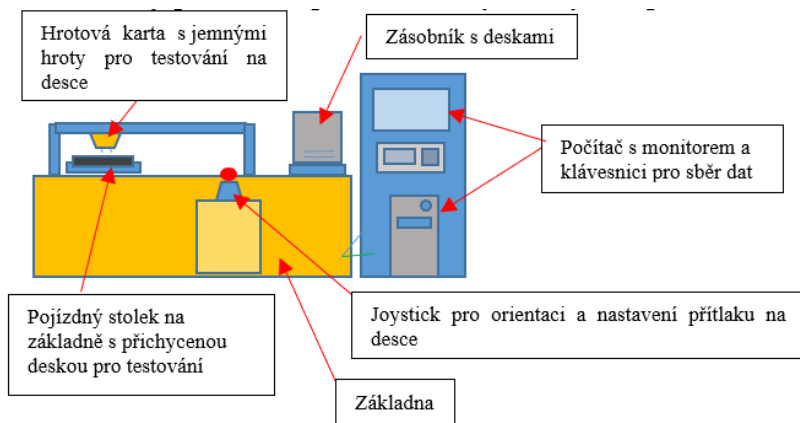 Hrotová karta s jemnými
hroty pro testování na
desce
Zásobník s deskami
Počítač s monitorem a
klávesnici pro sběr dat
Pojízdný stolek na
základně s přichycenou
deskou pro testování
Joystick pro orientaci a nastavení přítlaku na
desce
Základna